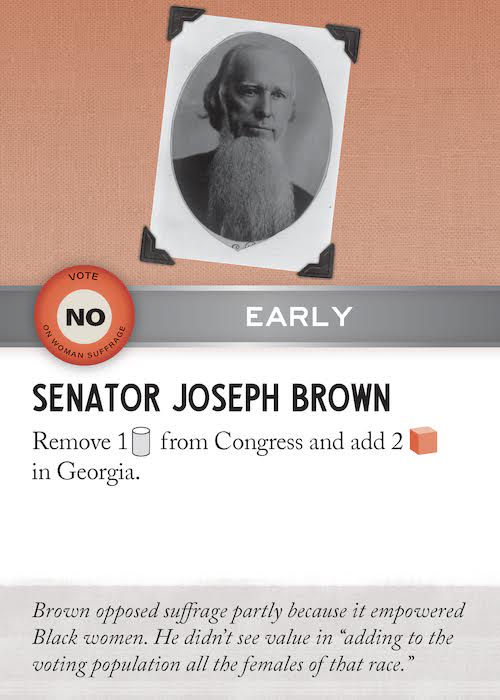 VOTE
NO
ON WOMAN SUFFRAGE
EARLY
SENATOR JOSEPH BROWN
Remove 1 from Congress and add 2
in Georgia.
Brown opposed suffrage partly because it empowered
Black women. He didn’t see value in “adding to the
voting population all the females of that race.”